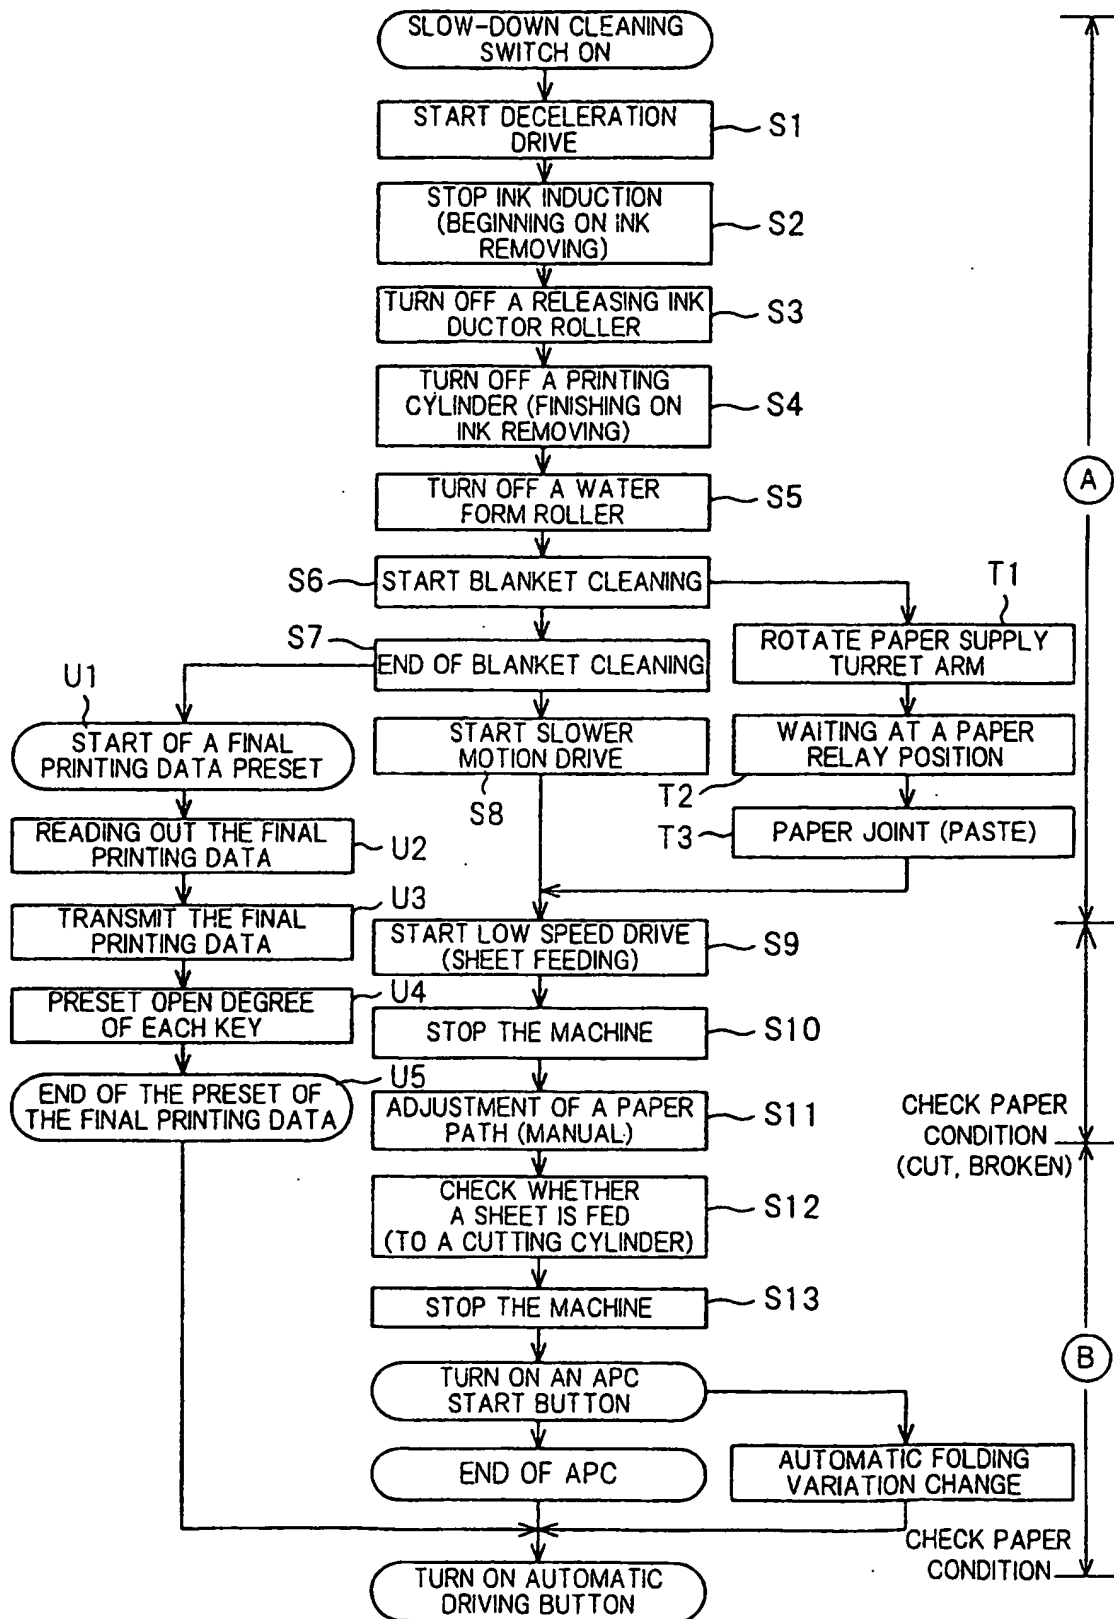 SLOW-DOWN CLEANING
SWITCH ON
START DECELERATION
DRIVE
S1
STOP INK INDUCTION
(BEGINNING ON INK
REMOVING)
S2
TURN OFF A RELEASING INK
DUCTOR ROLLER
S3
TURN OFF A PRINTING
CYLINDER (FINISHING ON
INK REMOVING)
S4
TURN OFF A WATER
FORM ROLLER
S5
A
S6
START BLANKET CLEANING
T1
ROTATE PAPER SUPPLY
TURRET ARM
S7
END OF BLANKET CLEANING
U1
START OF A FINAL
PRINTING DATA PRESET
START SLOWER
MOTION DRIVE
S8
WAITING AT A PAPER
RELAY POSITION
T2
T3
PAPER JOINT (PASTE)
READING OUT THE FINAL
PRINTING DATA
U2
U3
TRANSMIT THE FINAL
PRINTING DATA
START LOW SPEED DRIVE
(SHEET FEEDING)
S9
U4
PRESET OPEN DEGREE
OF EACH KEY
STOP THE MACHINE
S10
U5
END OF THE PRESET OF
THE FINAL PRINTING DATA
ADJUSTMENT OF A PAPER
PATH (MANUAL)
S11
CHECK PAPER
CONDITION
(CUT, BROKEN)
CHECK WHETHER
A SHEET IS FED
(TO A CUTTING CYLINDER)
S12
STOP THE MACHINE
S13
B
TURN ON AN APC
START BUTTON
END OF APC
AUTOMATIC FOLDING
VARIATION CHANGE
CHECK PAPER
CONDITION
TURN ON AUTOMATIC
DRIVING BUTTON